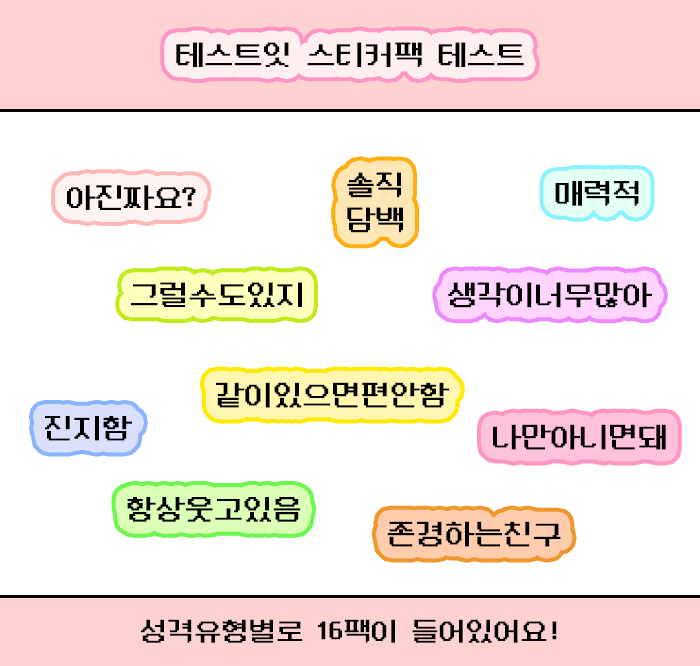 테스트잇 스티커팩 테스트
아진짜요?
솔직
담백
매력적
그럴수도있지
생각이너무많아
같이있으면편안함
진지함
나만아니면돼
항상웃고있음
존경하는친구
성격유형별로 16팩이 들어있어요!